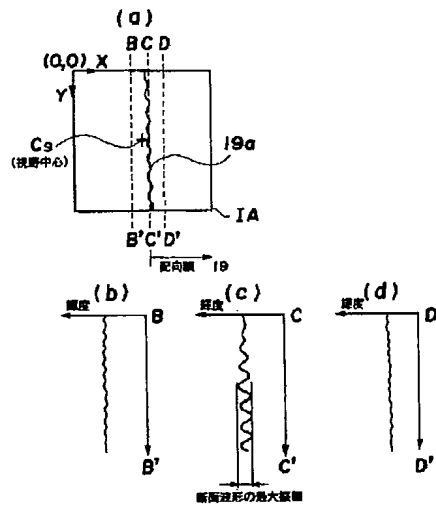 (a)
B C D
(0,0) X
Y
Cs
(視野中心)
19a
IA
B' C' D'
配向膜 19
(b)
輝度 B
B'
(c)
輝度 C
C'
断面波形の最大振幅
(d)
輝度 D
D'